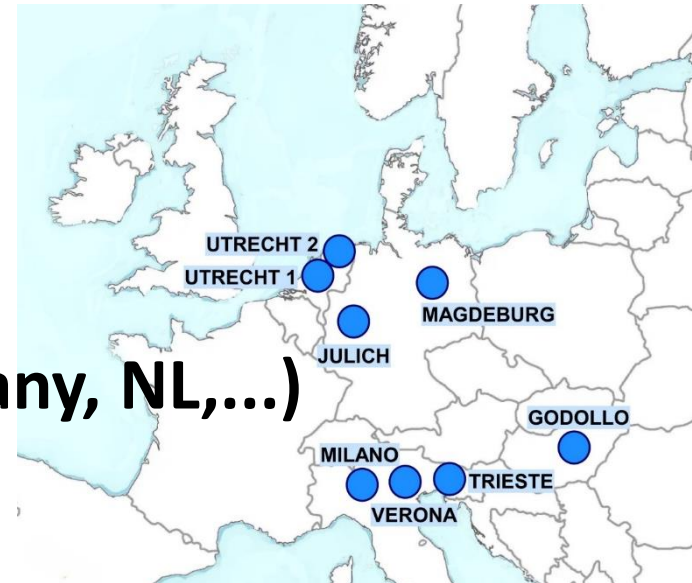 UTRECHT 2
UTRECHT 1
MAGDEBURG
JULICH
any, NL,...)
GODOLLO
MILANO
TRIESTE
VERONA